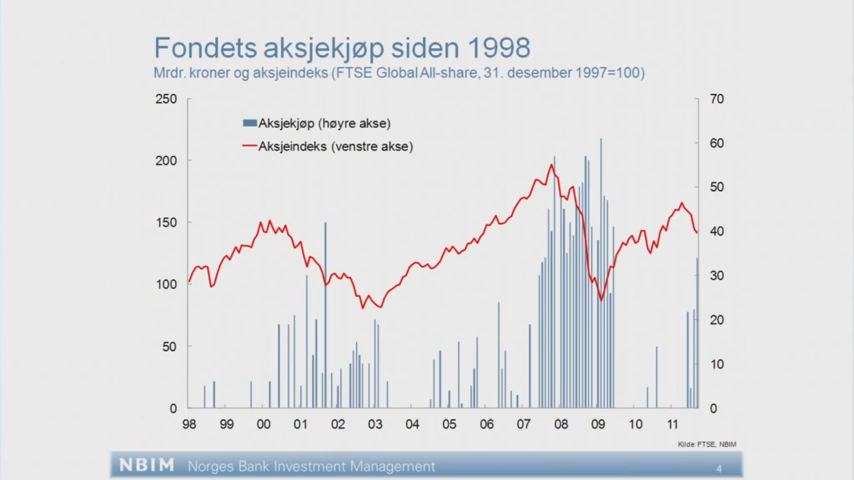 Fondets aksjekjøp siden 1998
Mrdr. kroner og aksjeindeks (FTSE Global All-share, 31. desember 1997=100)
250 70
Aksjekjøp (høyre akse)
60
Aksjeindeks (venstre akse)
200
50
150
40
30
100
20
50
10
0 0
98 99 00 01 02 03 04 05 06 07 08 09 10 11
Kilde: FTSE, NBIM
NBIM Norges Bank Investment Management 4